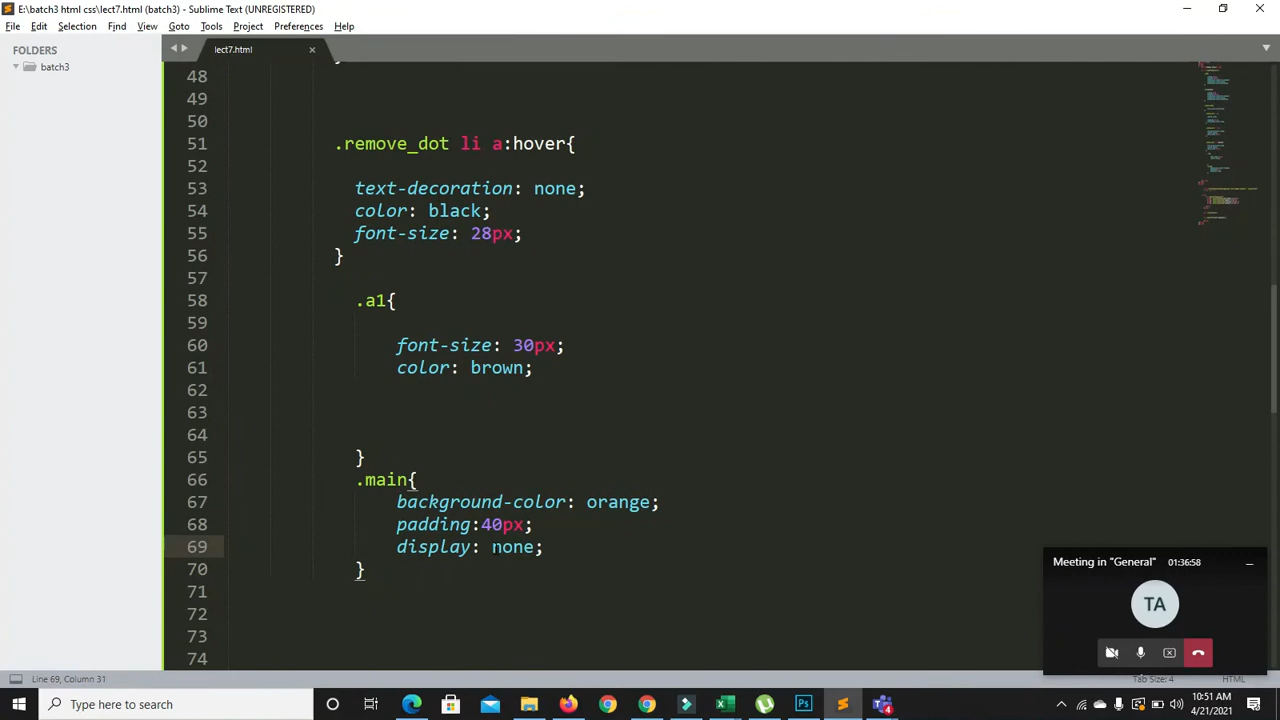 E:\batch3 html css\lect7.html (batch3) - Sublime Text (UNREGISTERED)
File Edit Selection Find View Goto Tools Project Preferences Help
FOLDERS
batch3
lect7.html
48
49
50
51 .remove_dot li a:hover{
52
53 text-decoration: none;
54 color: black;
55 font-size: 28px;
56 }
57
58 .a1{
59
60 font-size: 30px;
61 color: brown;
62
63
64
65 }
66 .main{
67 background-color: orange;
68 padding:40px;
69 display: none;
70 }
71
72
73
74
Meeting in "General" 01:36:58
TA
Line 69, Column 31
Tab Size: 4
HTML
Type here to search
10:51 AM
4/21/2021